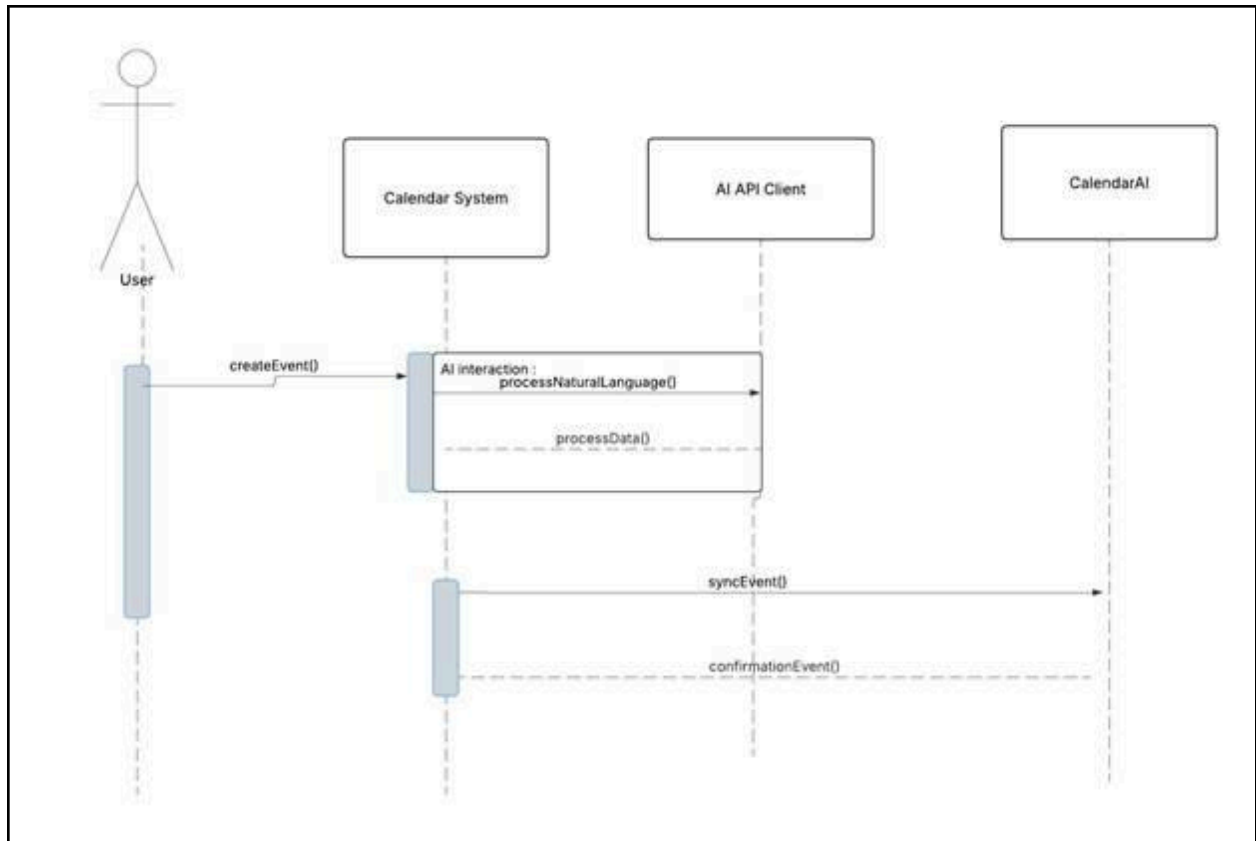 User
Calendar System
AI API Client
CalendarAI
createEvent()
AI interaction :
processNaturalLanguage()
processData()
syncEvent()
confirmationEvent()